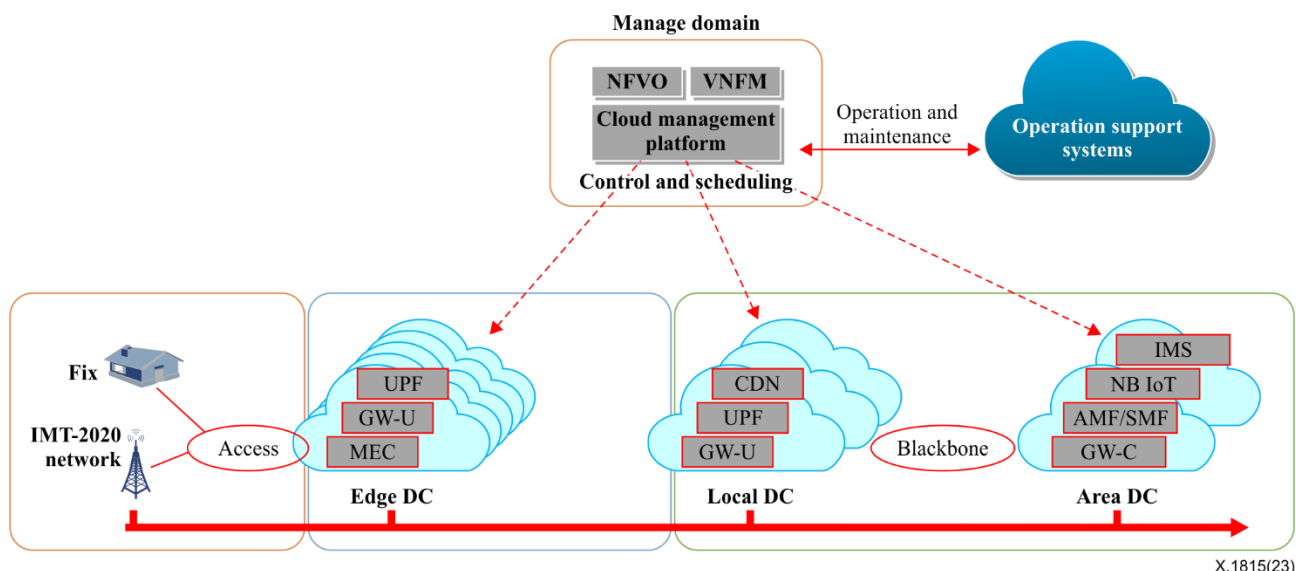 Manage domain
NFVO
VNFM
Cloud management
platform
Control and scheduling
Operation and
maintenance
Operation support
systems
Fix
IMT-2020
network
Access
UPF
GW-U
MEC
Edge DC
CDN
UPF
GW-U
Local DC
Blackbone
IMS
NB IoT
AMF/SMF
GW-C
Area DC
X.1815(23)